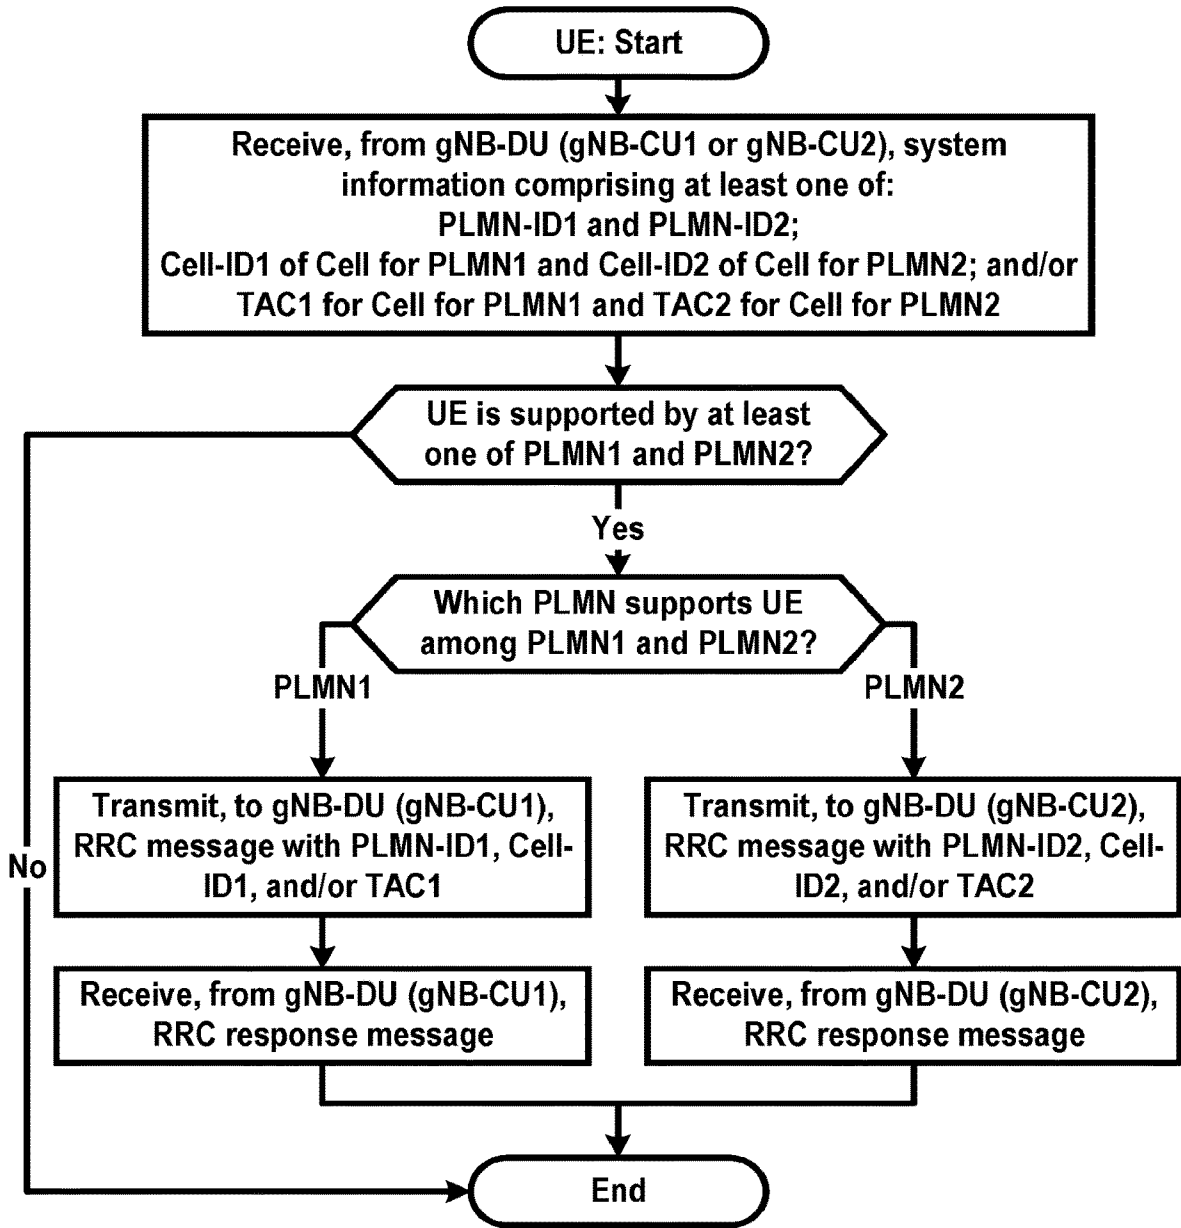 UE: Start
Receive, from gNB-DU (gNB-CU1 or gNB-CU2), system
information comprising at least one of:
PLMN-ID1 and PLMN-ID2;
Cell-ID1 of Cell for PLMN1 and Cell-ID2 of Cell for PLMN2; and/or
TAC1 for Cell for PLMN1 and TAC2 for Cell for PLMN2
UE is supported by at least
one of PLMN1 and PLMN2?
Yes
Which PLMN supports UE
among PLMN1 and PLMN2?
PLMN1
PLMN2
Transmit, to gNB-DU (gNB-CU1),
RRC message with PLMN-ID1, Cell-
ID1, and/or TAC1
Transmit, to gNB-DU (gNB-CU2),
RRC message with PLMN-ID2, Cell-
ID2, and/or TAC2
No
Receive, from gNB-DU (gNB-CU1),
RRC response message
Receive, from gNB-DU (gNB-CU2),
RRC response message
End